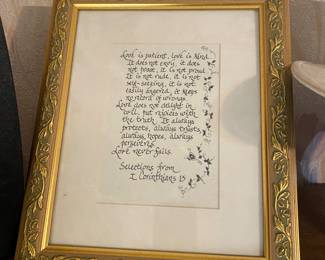 Love is patient, love is kind.
It does not envy, it does
not boast, it is not proud
It is not rude, it is not
self-seeking, it is not
easily angered, it keeps
no record of wrongs.
Love does not delight in
evil, but rejoices with
the truth. It always
protects, always trusts,
always hopes, always
perseveres.
Love never fails.
Selections from
I Corinthians 13